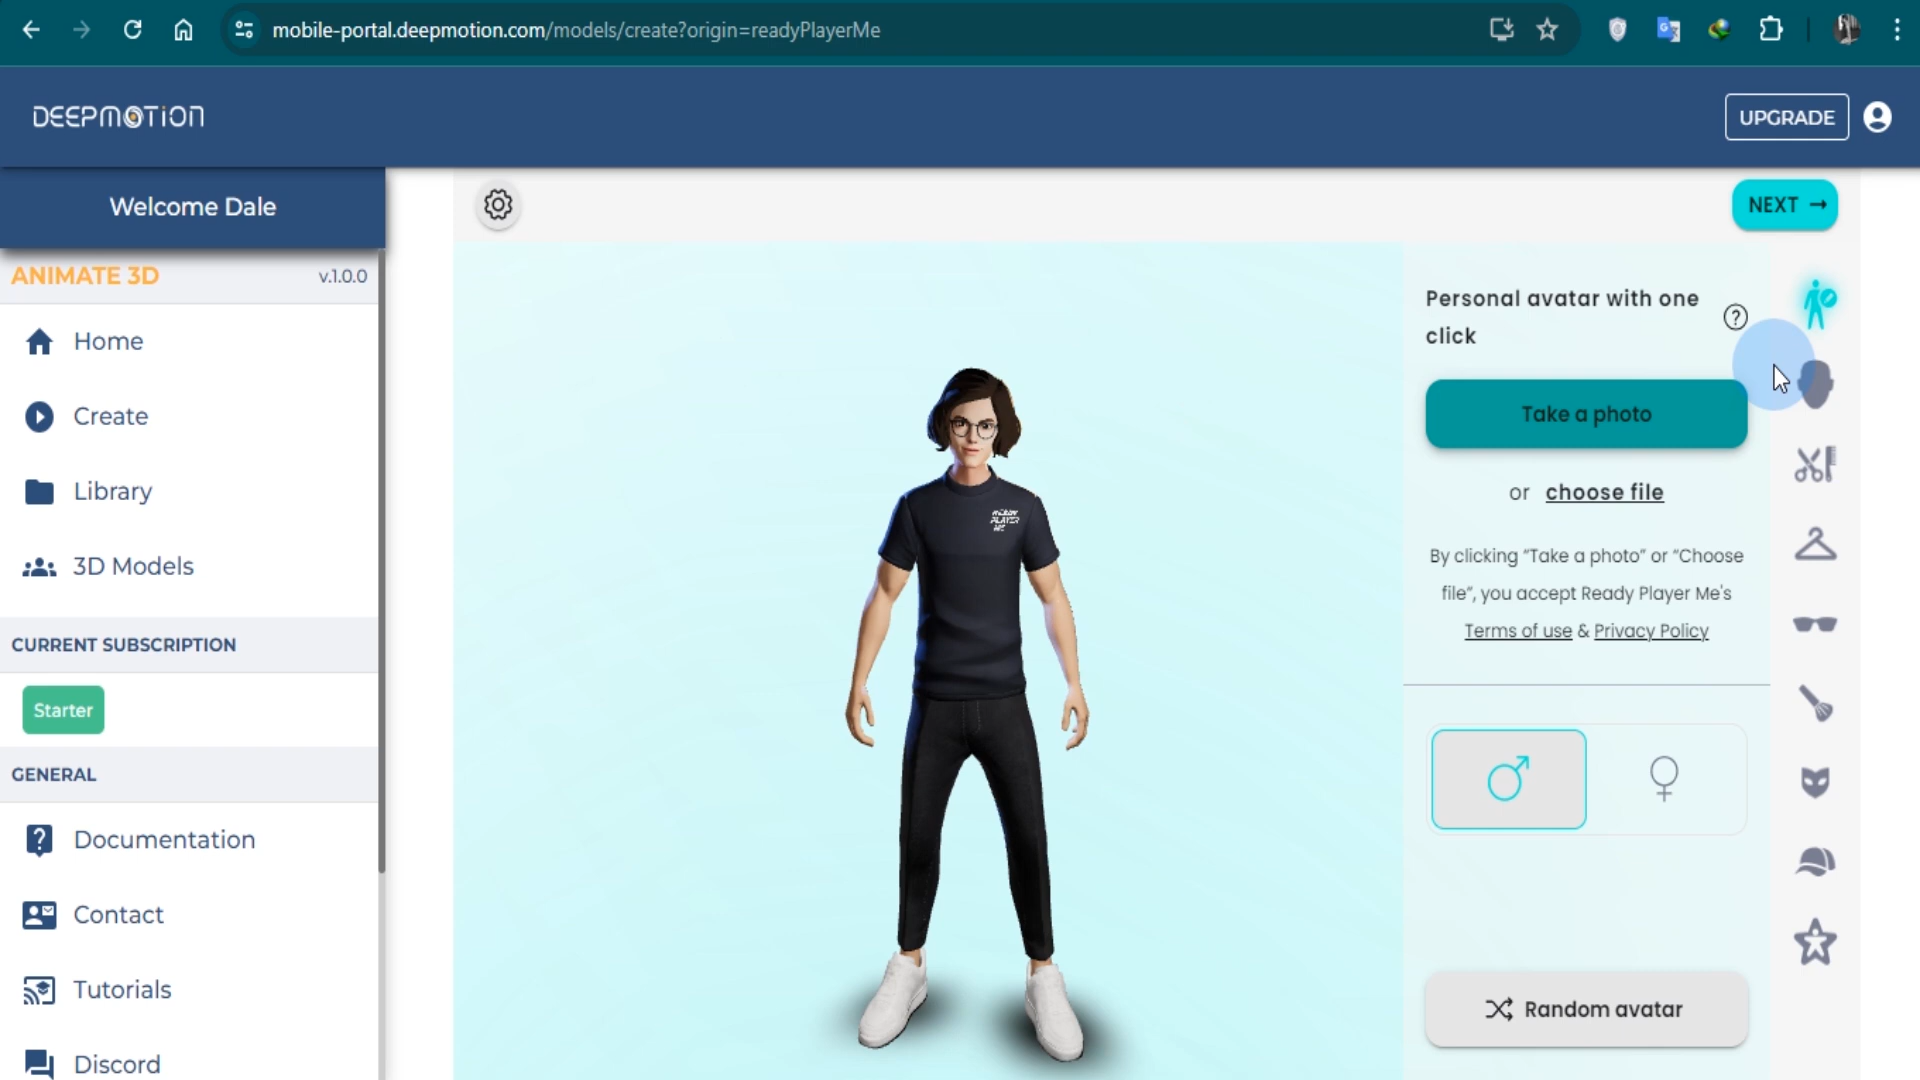 mobile-portal.deepmotion.com/models/create?origin=readyPlayerMe
DEEPMOTION
UPGRADE
Welcome Dale
NEXT →
ANIMATE 3D
v.1.0.0
Home
Create
Library
3D Models
CURRENT SUBSCRIPTION
Starter
GENERAL
Documentation
Contact
Tutorials
Discord
READY
PLAYER
ME
Personal avatar with one
click
?
Take a photo
or choose file
By clicking “Take a photo” or “Choose
file”, you accept Ready Player Me's
Terms of use & Privacy Policy
Random avatar